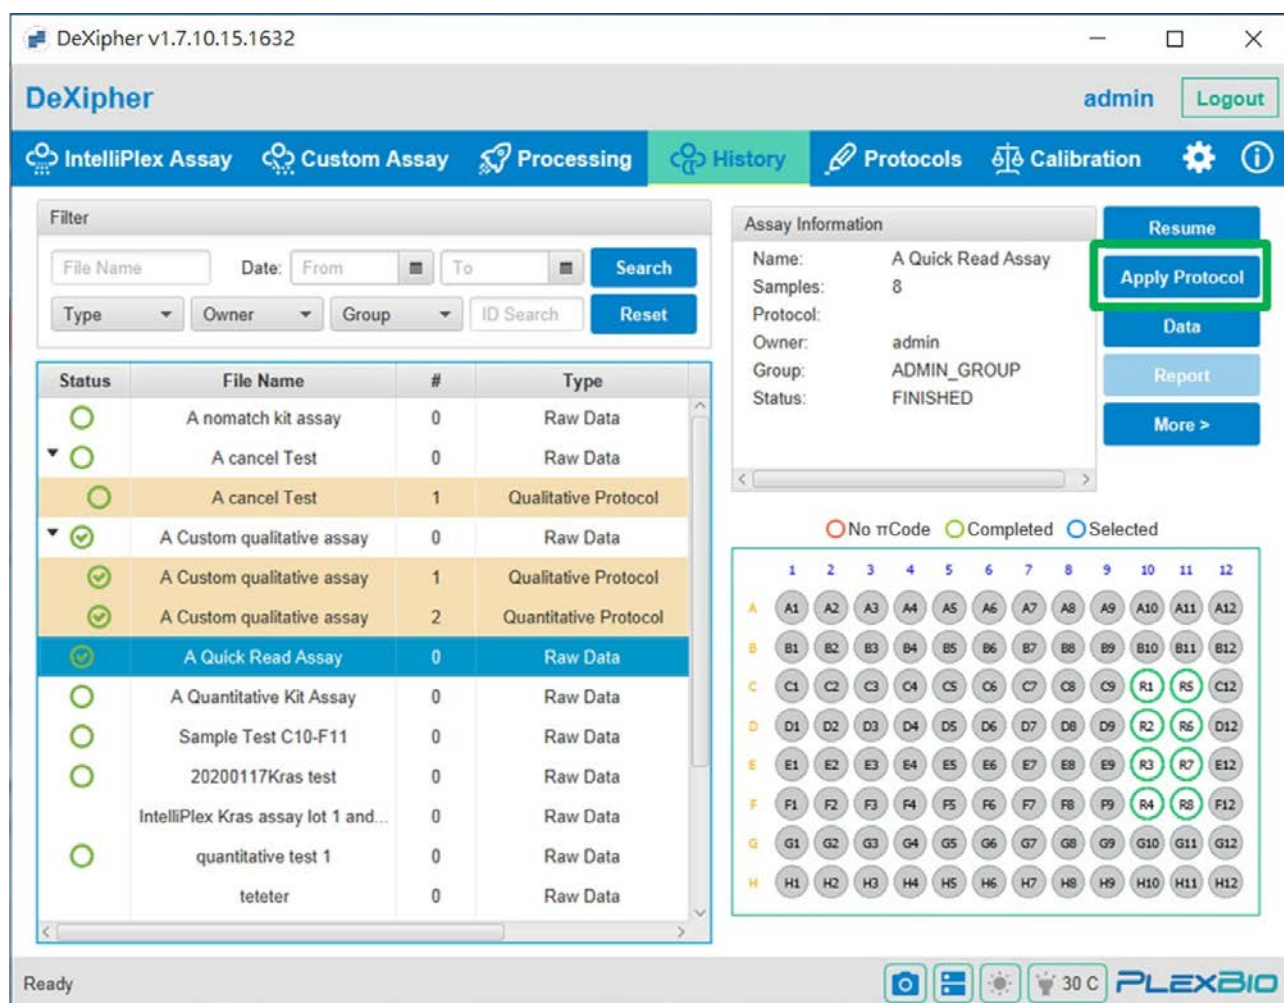 DeXipher v1.7.10.15.1632
DeXipher admin Logout
IntelliPlex Assay Custom Assay Processing History Protocols Calibration
Filter
File Name Date: From To Search
Type Owner Group ID Search Reset
Status File Name # Type
A nomatch kit assay 0 Raw Data
A cancel Test 0 Raw Data
A cancel Test 1 Qualitative Protocol
A Custom qualitative assay 0 Raw Data
A Custom qualitative assay 1 Qualitative Protocol
A Custom qualitative assay 2 Quantitative Protocol
A Quick Read Assay 0 Raw Data
A Quantitative Kit Assay 0 Raw Data
Sample Test C10-F11 0 Raw Data
20200117Kras test 0 Raw Data
IntelliPlex Kras assay lot 1 and... 0 Raw Data
quantitative test 1 0 Raw Data
teteter 0 Raw Data
Assay Information
Name: A Quick Read Assay
Samples: 8
Protocol:
Owner: admin
Group: ADMIN_GROUP
Status: FINISHED
Resume
Apply Protocol
Data
Report
More >
No πCode Completed Selected
1 2 3 4 5 6 7 8 9 10 11 12
A A1 A2 A3 A4 A5 A6 A7 A8 A9 A10 A11 A12
B B1 B2 B3 B4 B5 B6 B7 B8 B9 B10 B11 B12
C C1 C2 C3 C4 C5 C6 C7 C8 C9 R1 R5 C12
D D1 D2 D3 D4 D5 D6 D7 D8 D9 R2 R6 D12
E E1 E2 E3 E4 E5 E6 E7 E8 E9 R3 R7 E12
F F1 F2 F3 F4 F5 F6 F7 F8 F9 R4 R8 F12
G G1 G2 G3 G4 G5 G6 G7 G8 G9 G10 G11 G12
H H1 H2 H3 H4 H5 H6 H7 H8 H9 H10 H11 H12
Ready 30 C PLEXBIO